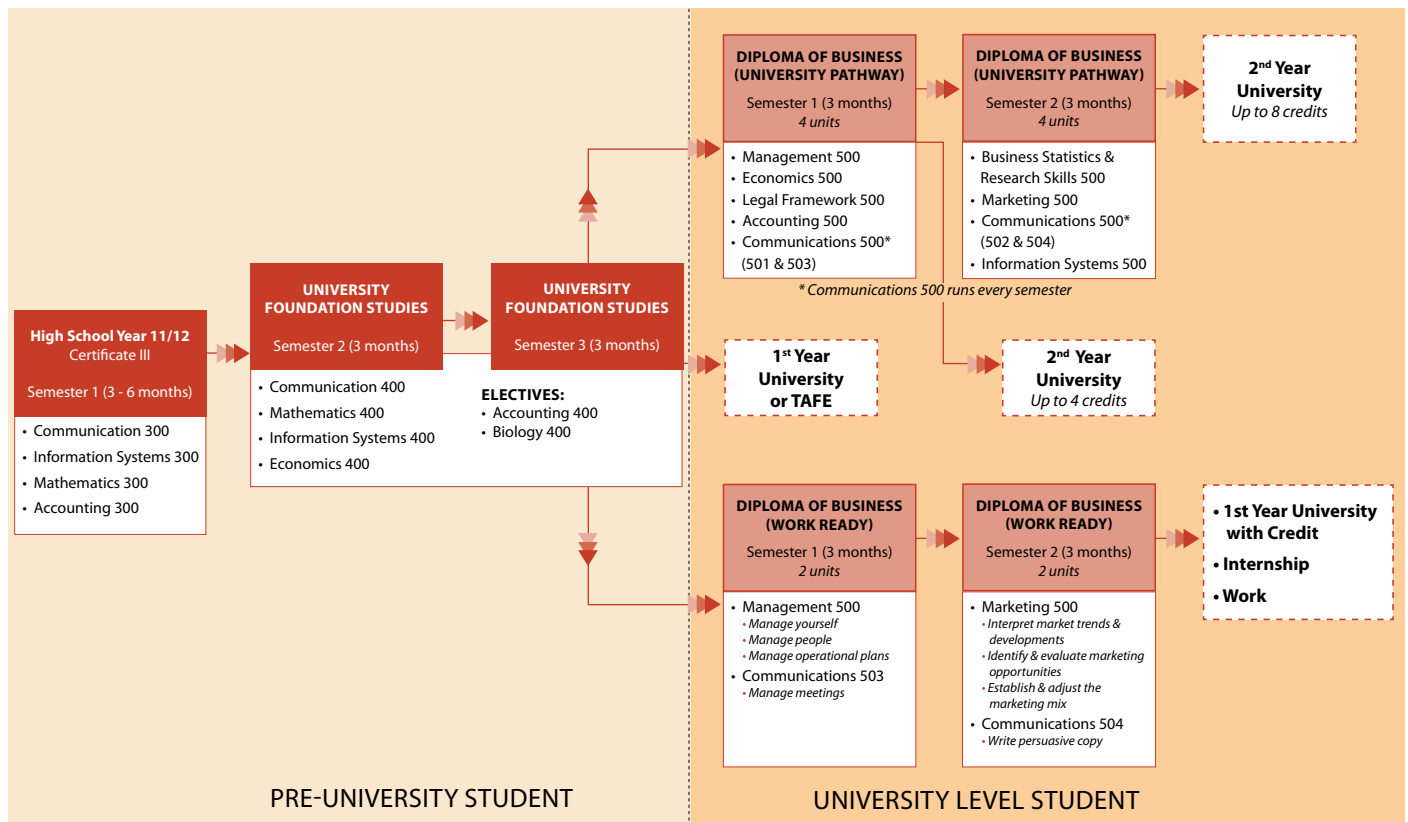 High School Year 11/12
Certificate III
Semester 1 (3 - 6 months)
• Communication 300
• Information Systems 300
• Mathematics 300
• Accounting 300
UNIVERSITY
FOUNDATION STUDIES
Semester 2 (3 months)
UNIVERSITY
FOUNDATION STUDIES
Semester 3 (3 months)
• Communication 400
• Mathematics 400
• Information Systems 400
• Economics 400
ELECTIVES:
• Accounting 400
• Biology 400
DIPLOMA OF BUSINESS
(UNIVERSITY PATHWAY)
Semester 1 (3 months)
4 units
• Management 500
• Economics 500
• Legal Framework 500
• Accounting 500
• Communications 500*
(501 & 503)
DIPLOMA OF BUSINESS
(UNIVERSITY PATHWAY)
Semester 2 (3 months)
4 units
• Business Statistics &
Research Skills 500
• Marketing 500
• Communications 500*
(502 & 504)
• Information Systems 500
2nd Year
University
Up to 8 credits
* Communications 500 runs every semester
1st Year
University
or TAFE
2nd Year
University
Up to 4 credits
DIPLOMA OF BUSINESS
(WORK READY)
Semester 1 (3 months)
2 units
• Management 500
• Manage yourself
• Manage people
• Manage operational plans
• Communications 503
• Manage meetings
DIPLOMA OF BUSINESS
(WORK READY)
Semester 2 (3 months)
2 units
• Marketing 500
• Interpret market trends &
developments
• Identify & evaluate marketing
opportunities
• Establish & adjust the
marketing mix
• Communications 504
• Write persuasive copy
• 1st Year University
with Credit
• Internship
• Work
PRE-UNIVERSITY STUDENT
UNIVERSITY LEVEL STUDENT